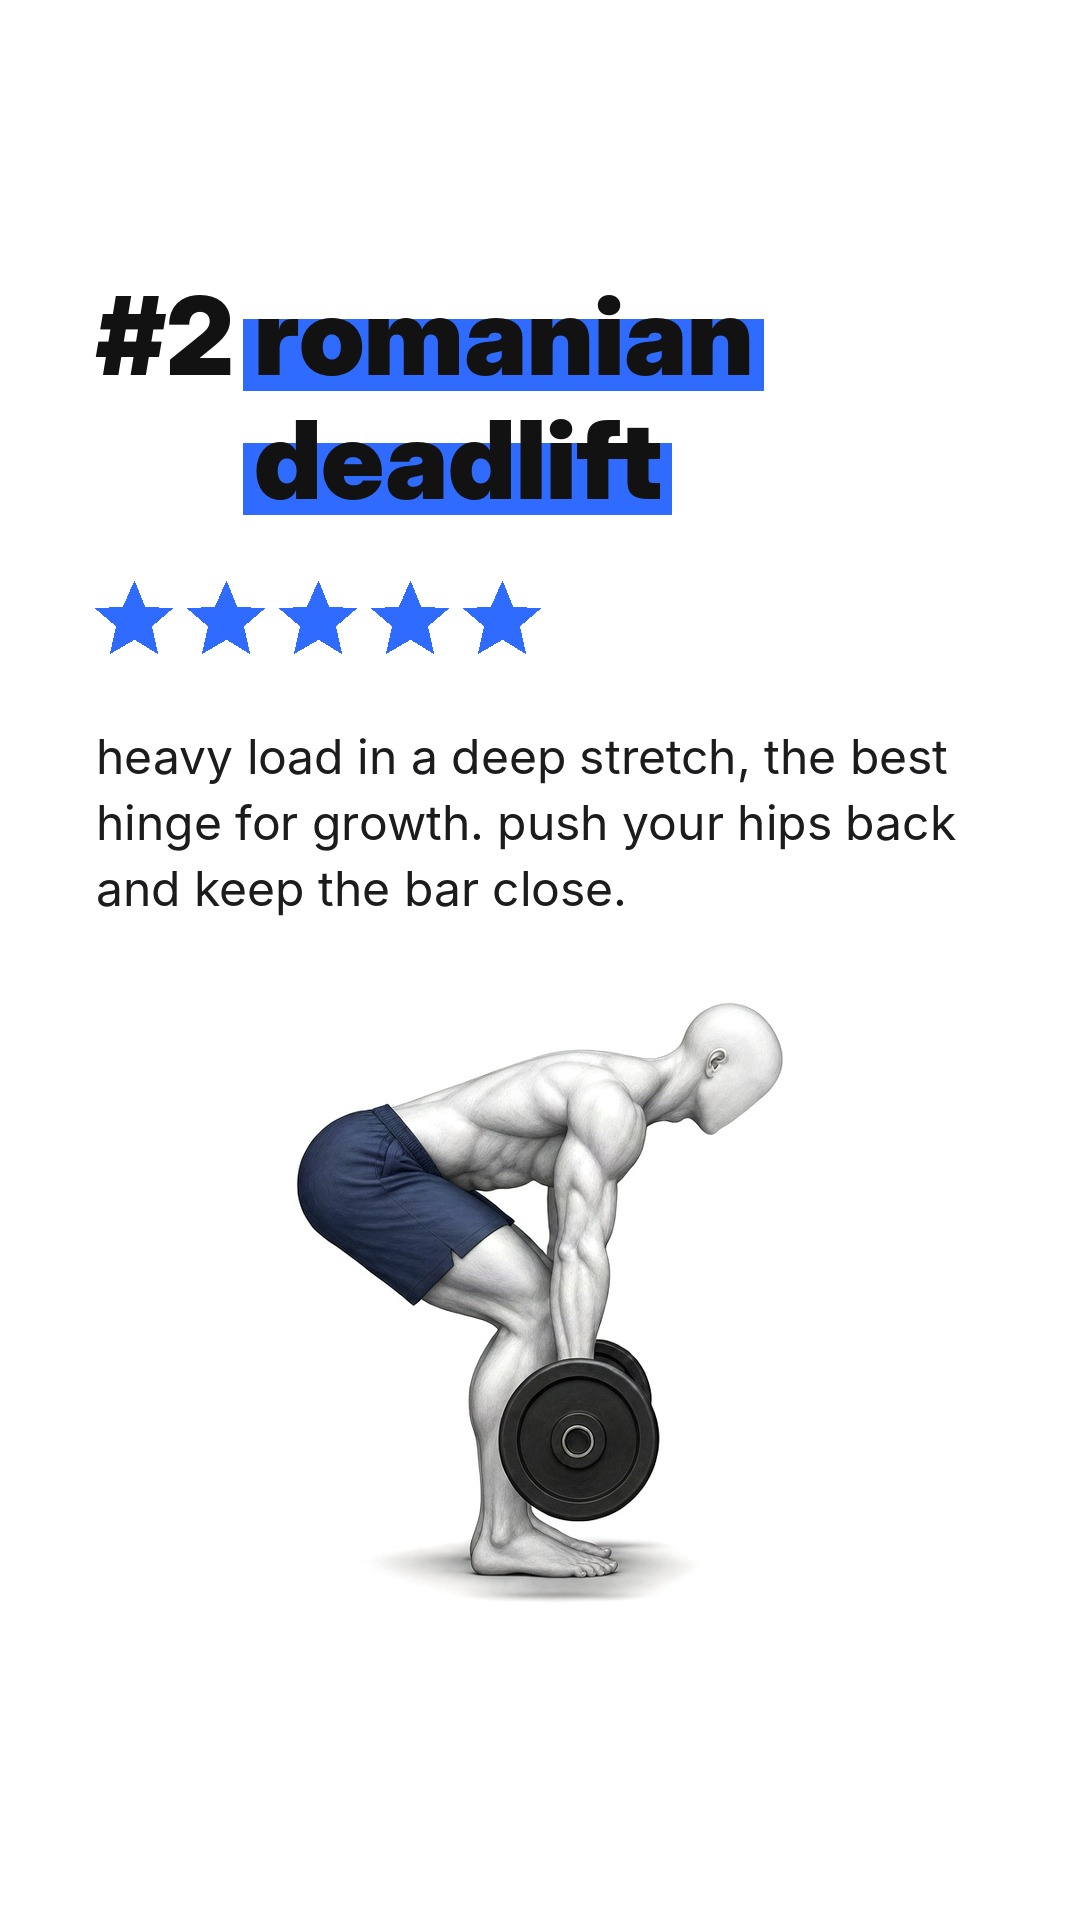 #2 romanian
deadlift
heavy load in a deep stretch, the best
hinge for growth. push your hips back
and keep the bar close.